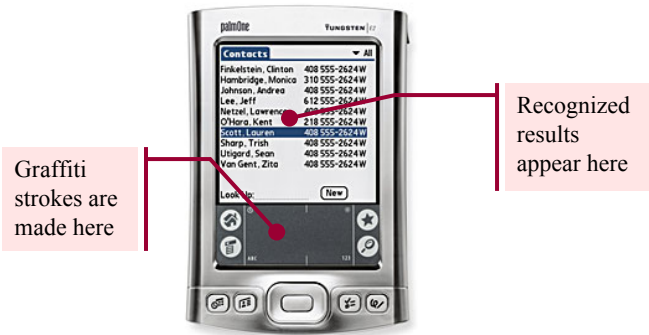 palmOne TUNGSTEN | E2
Contacts All
Finkelstein, Clinton 408 555-2624W
Hambridge, Monica 310 555-2624W
Johnson, Andrea 408 555-2624W
Lee, Jeff 612 555-2624W
Netzel, Lawrence 408 555-2624W
O'Hara, Kent 218 555-2624W
Scott, Lauren 408 555-2624W
Sharp, Trish 408 555-2624W
Utigard, Sean 408 555-2624W
Van Gent, Zita 408 555-2624W
Look Up: New
ABC 123
Graffiti
strokes are
made here
Recognized
results
appear here